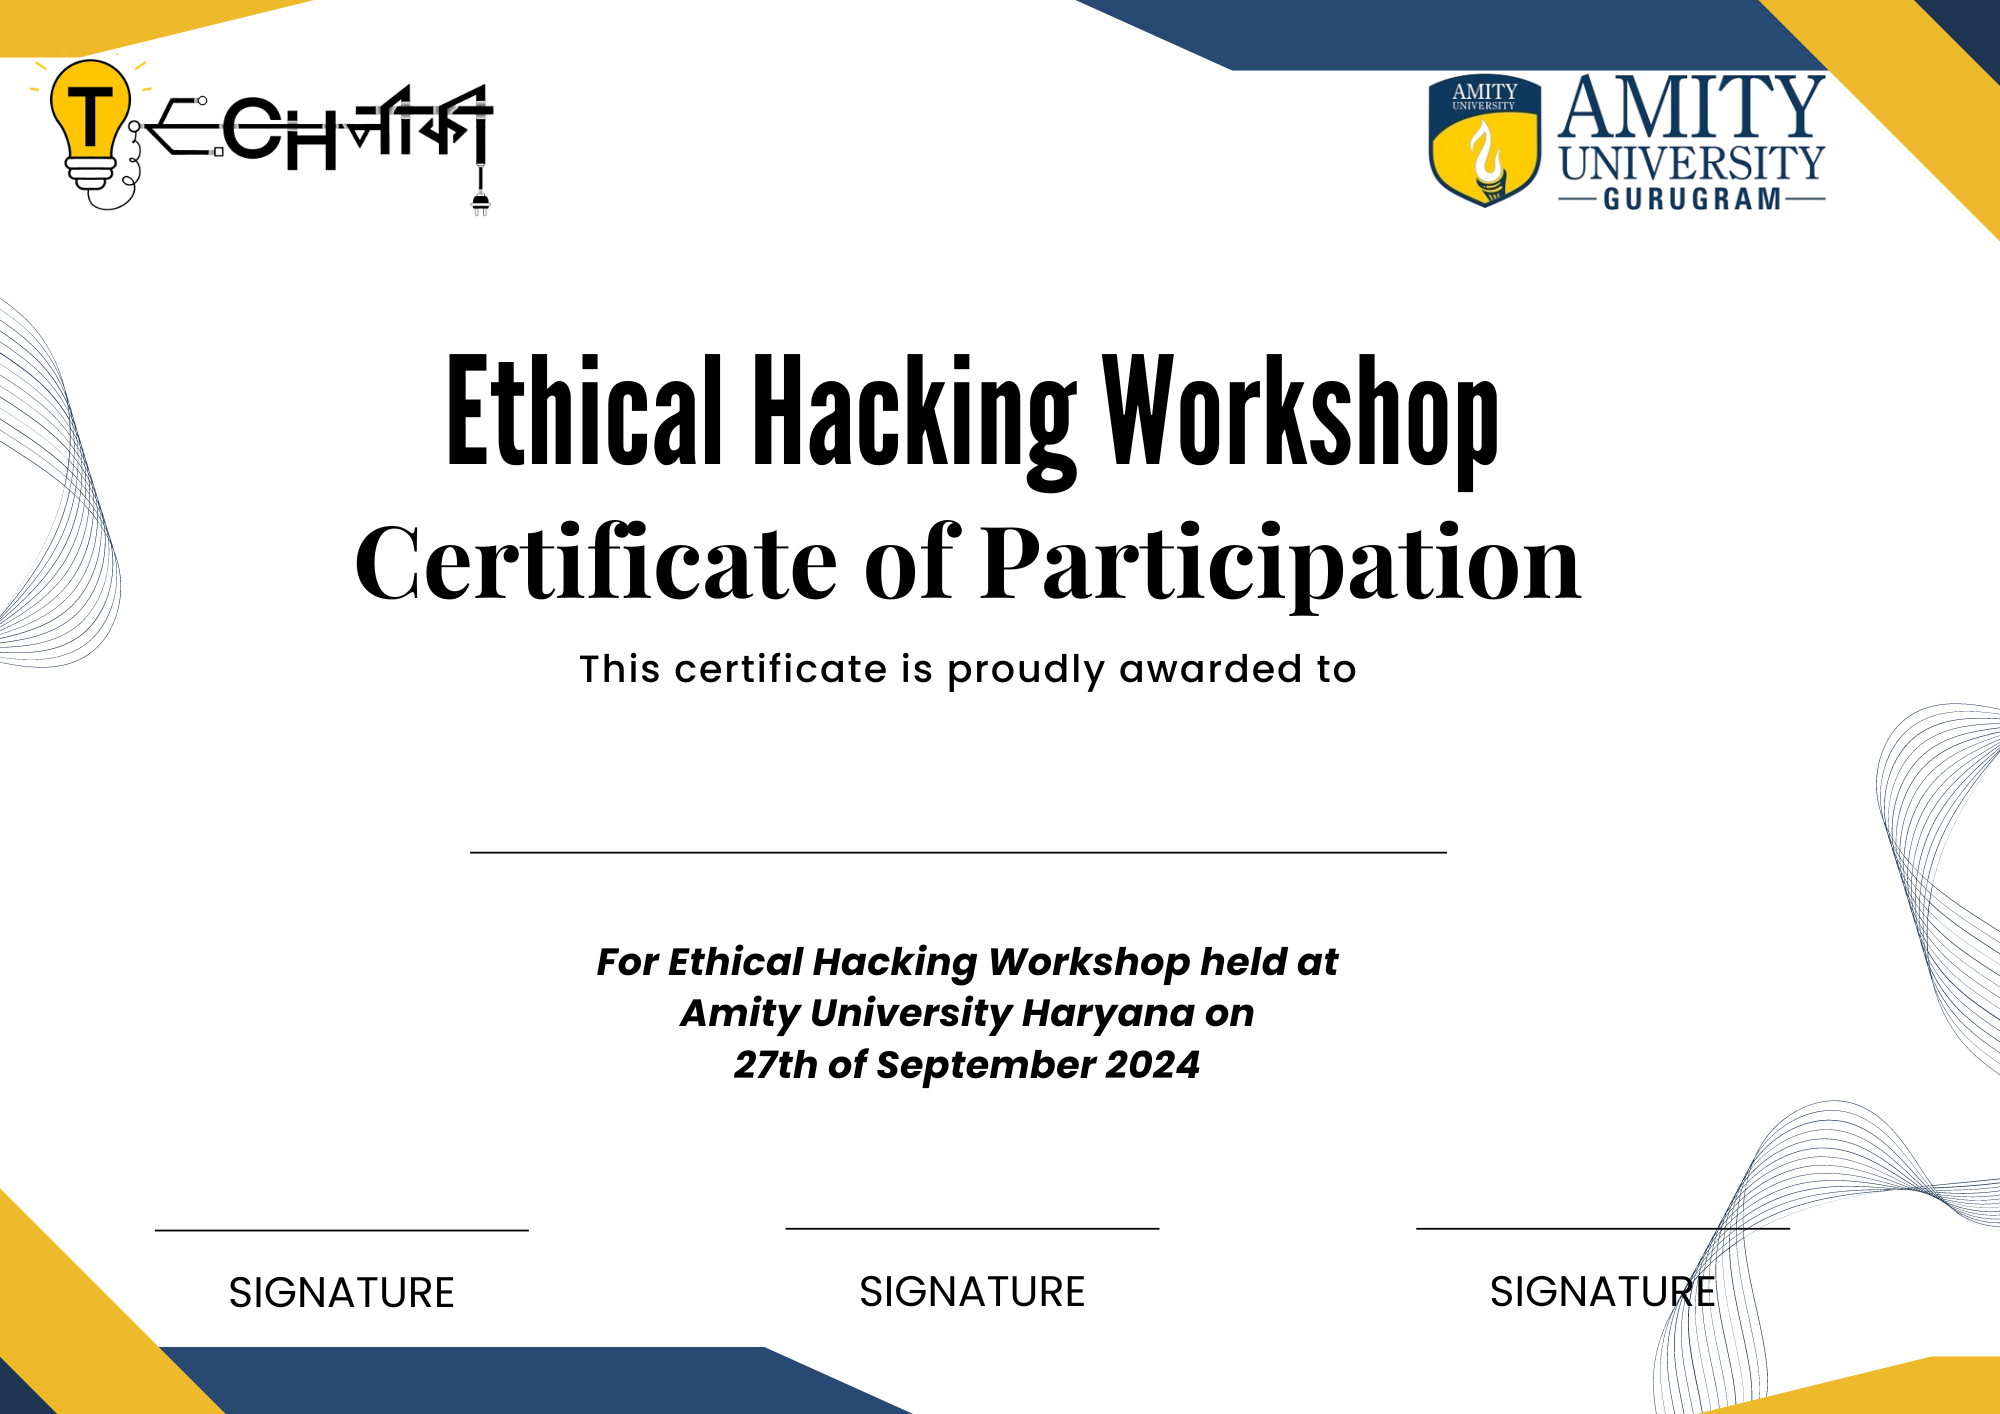 TECHनौका
AMITY
UNIVERSITY
AMITY
UNIVERSITY
GURUGRAM
Ethical Hacking Workshop
Certificate of Participation
This certificate is proudly awarded to
For Ethical Hacking Workshop held at
Amity University Haryana on
27th of September 2024
SIGNATURE
SIGNATURE
SIGNATURE